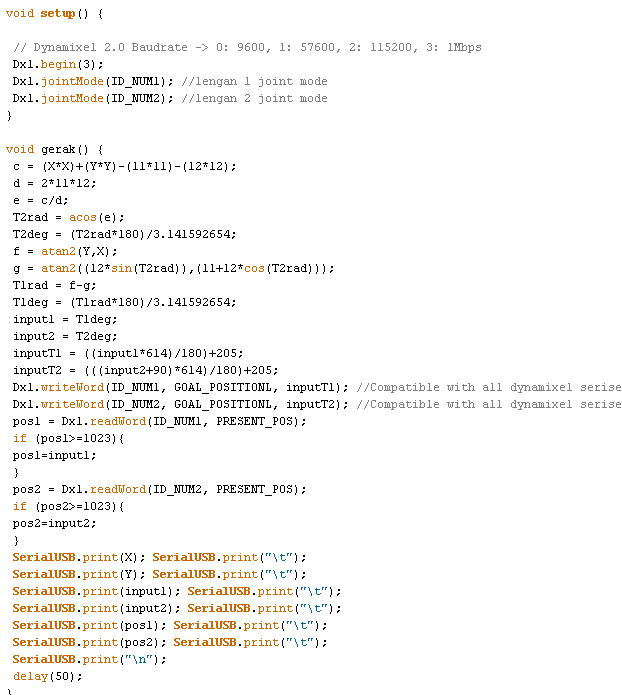 void setup() {
// Dynamixel 2.0 Baudrate -> 0: 9600, 1: 57600, 2: 115200, 3: 1Mbps
Dxl.begin(3);
Dxl.jointMode(ID_NUM1); //lengan 1 joint mode
Dxl.jointMode(ID_NUM2); //lengan 2 joint mode
}
void gerak() {
c = (X*X)+(Y*Y)-(l1*l1)-(l2*l2);
d = 2*l1*l2;
e = c/d;
T2rad = acos(e);
T2deg = (T2rad*180)/3.141592654;
f = atan2(Y,X);
g = atan2((l2*sin(T2rad)),(l1+l2*cos(T2rad)));
T1rad = f-g;
T1deg = (T1rad*180)/3.141592654;
input1 = T1deg;
input2 = T2deg;
inputT1 = ((input1*614)/180)+205;
inputT2 = (((input2+90)*614)/180)+205;
Dxl.writeWord(ID_NUM1, GOAL_POSITIONL, inputT1); //Compatible with all dynamixel serise
Dxl.writeWord(ID_NUM2, GOAL_POSITIONL, inputT2); //Compatible with all dynamixel serise
pos1 = Dxl.readWord(ID_NUM1, PRESENT_POS);
if (pos1>=1023){
pos1=input1;
}
pos2 = Dxl.readWord(ID_NUM2, PRESENT_POS);
if (pos2>=1023){
pos2=input2;
}
SerialUSB.print(X); SerialUSB.print("\t");
SerialUSB.print(Y); SerialUSB.print("\t");
SerialUSB.print(input1); SerialUSB.print("\t");
SerialUSB.print(input2); SerialUSB.print("\t");
SerialUSB.print(pos1); SerialUSB.print("\t");
SerialUSB.print(pos2); SerialUSB.print("\t");
SerialUSB.print("\n");
delay(50);
}